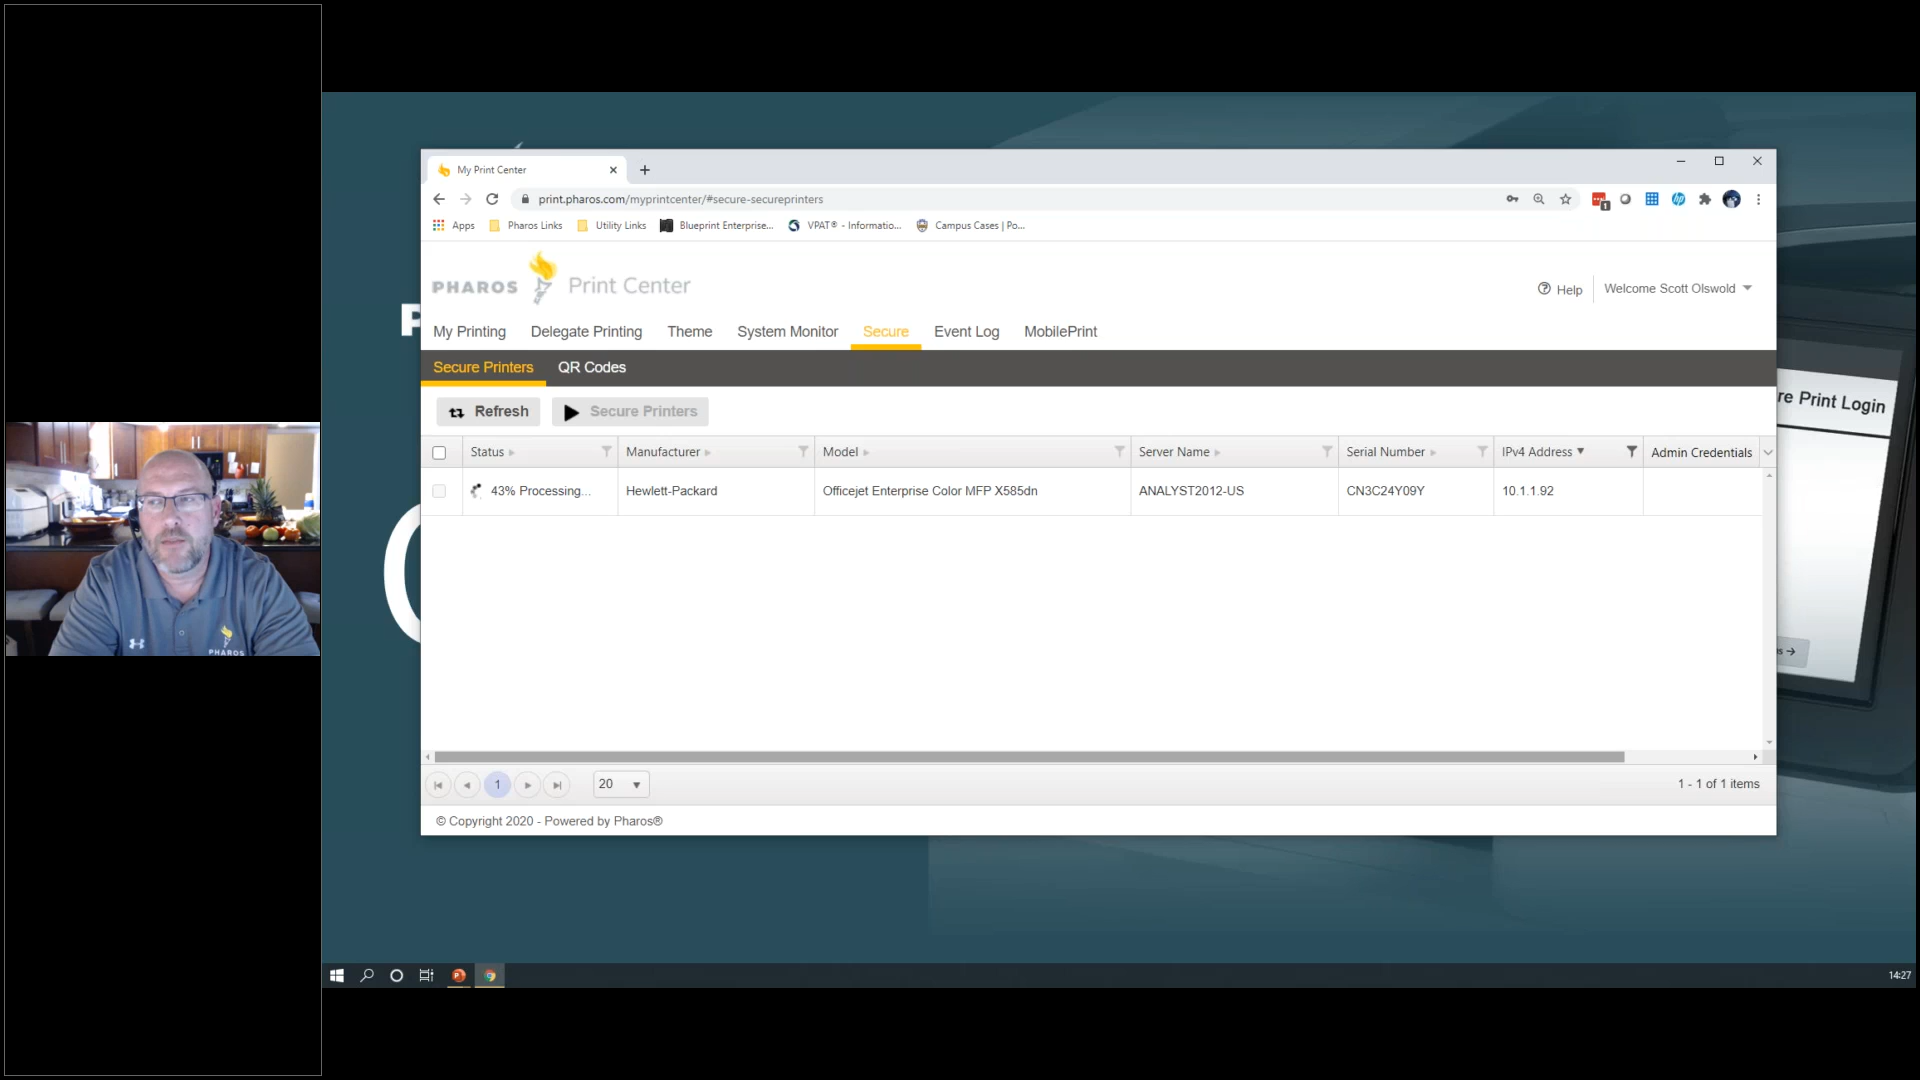 My Print Center
print.pharos.com/myprintcenter/#secure-secureprinters
1
Apps Pharos Links Utility Links Blueprint Enterprise... VPAT® - Informatio... Campus Cases | Po...
PHAROS Print Center
Help Welcome Scott Olswold
My Printing Delegate Printing Theme System Monitor Secure Event Log MobilePrint
Secure Printers QR Codes
Refresh Secure Printers
Status Manufacturer Model Server Name Serial Number IPv4 Address Admin Credentials
43% Processing... Hewlett-Packard Officejet Enterprise Color MFP X585dn ANALYST2012-US CN3C24Y09Y 10.1.1.92
1 20 1 - 1 of 1 items
© Copyright 2020 - Powered by Pharos®
re Print Login
PHAROS
14:27